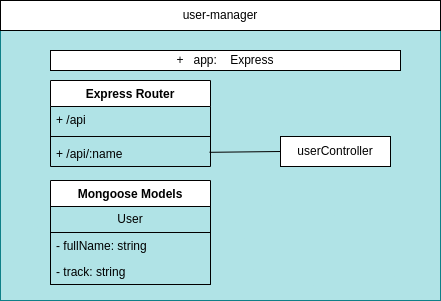 user-manager
+ app: Express
Express Router
+ /api
+ /api/:name
userController
Mongoose Models
User
- fullName: string
- track: string